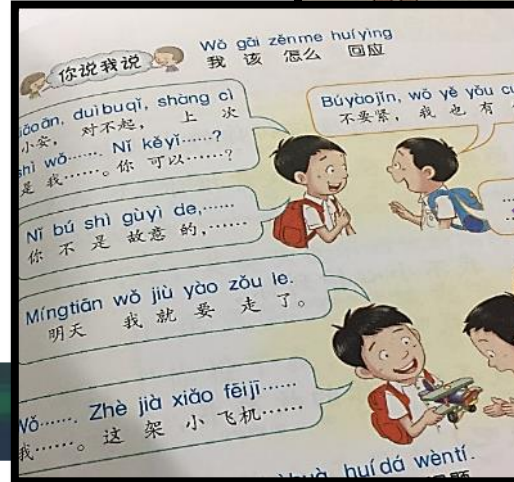 你说我说
Wǒ gāi zěnme huíyìng
我 该 怎么 回应
duìbuqǐ, shàng cì
小安, 对不起, 上 次
wǒ……. Nǐ kěyǐ……?
是 我……。你 可以……?
Búyàojǐn, wǒ yě yǒu
不要紧, 我 也 有
Nǐ bú shì gùyì de,……
你 不 是 故意 的,……
Míngtiān wǒ jiù yào zǒu le.
明天 我 就 要 走 了。
Wǒ……. Zhè jià xiǎo fēijī……
我……。这 架 小 飞机……
huídá wèntí.